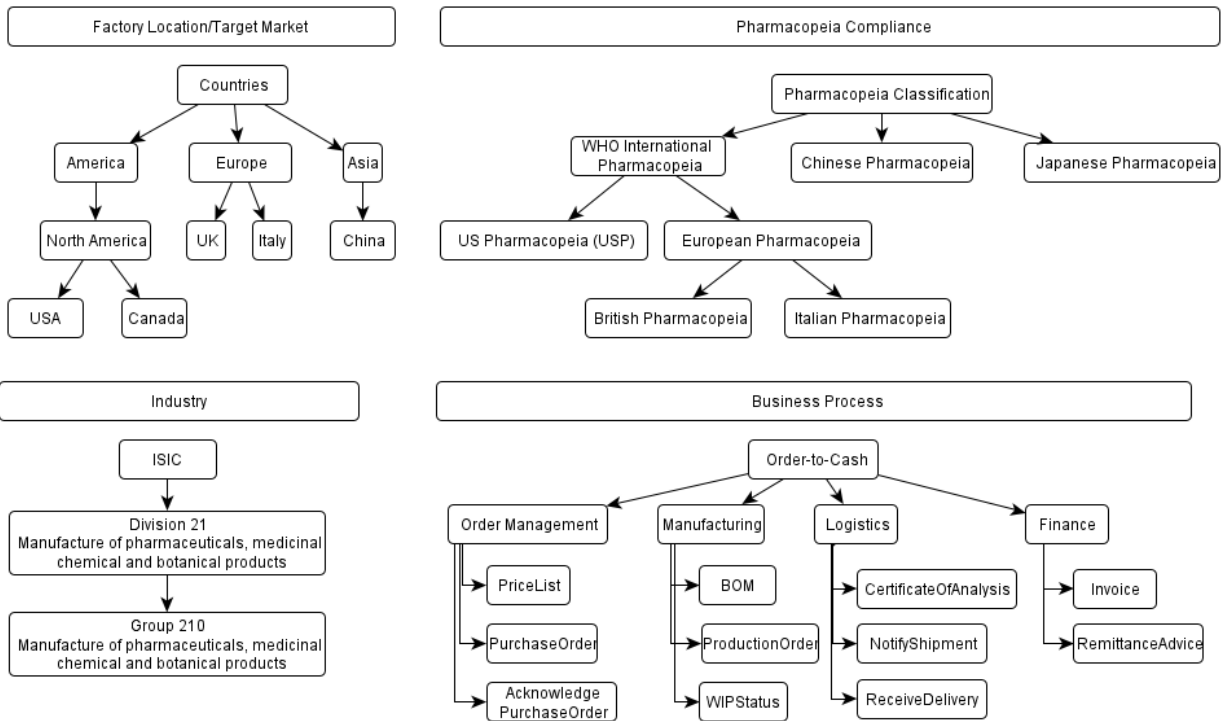 Factory Location/Target Market
Pharmacopeia Compliance
Countries
America
Europe
Asia
North America
UK
Italy
China
USA
Canada
Pharmacopeia Classification
WHO International
Pharmacopeia
Chinese Pharmacopeia
Japanese Pharmacopeia
US Pharmacopeia (USP)
European Pharmacopeia
British Pharmacopeia
Italian Pharmacopeia
Industry
Business Process
ISIC
Division 21
Manufacture of pharmaceuticals, medicinal
chemical and botanical products
Group 210
Manufacture of pharmaceuticals, medicinal
chemical and botanical products
Order-to-Cash
Order Management
Manufacturing
Logistics
Finance
PriceList
PurchaseOrder
Acknowledge
PurchaseOrder
BOM
ProductionOrder
WIPStatus
CertificateOfAnalysis
NotifyShipment
ReceiveDelivery
Invoice
RemittanceAdvice